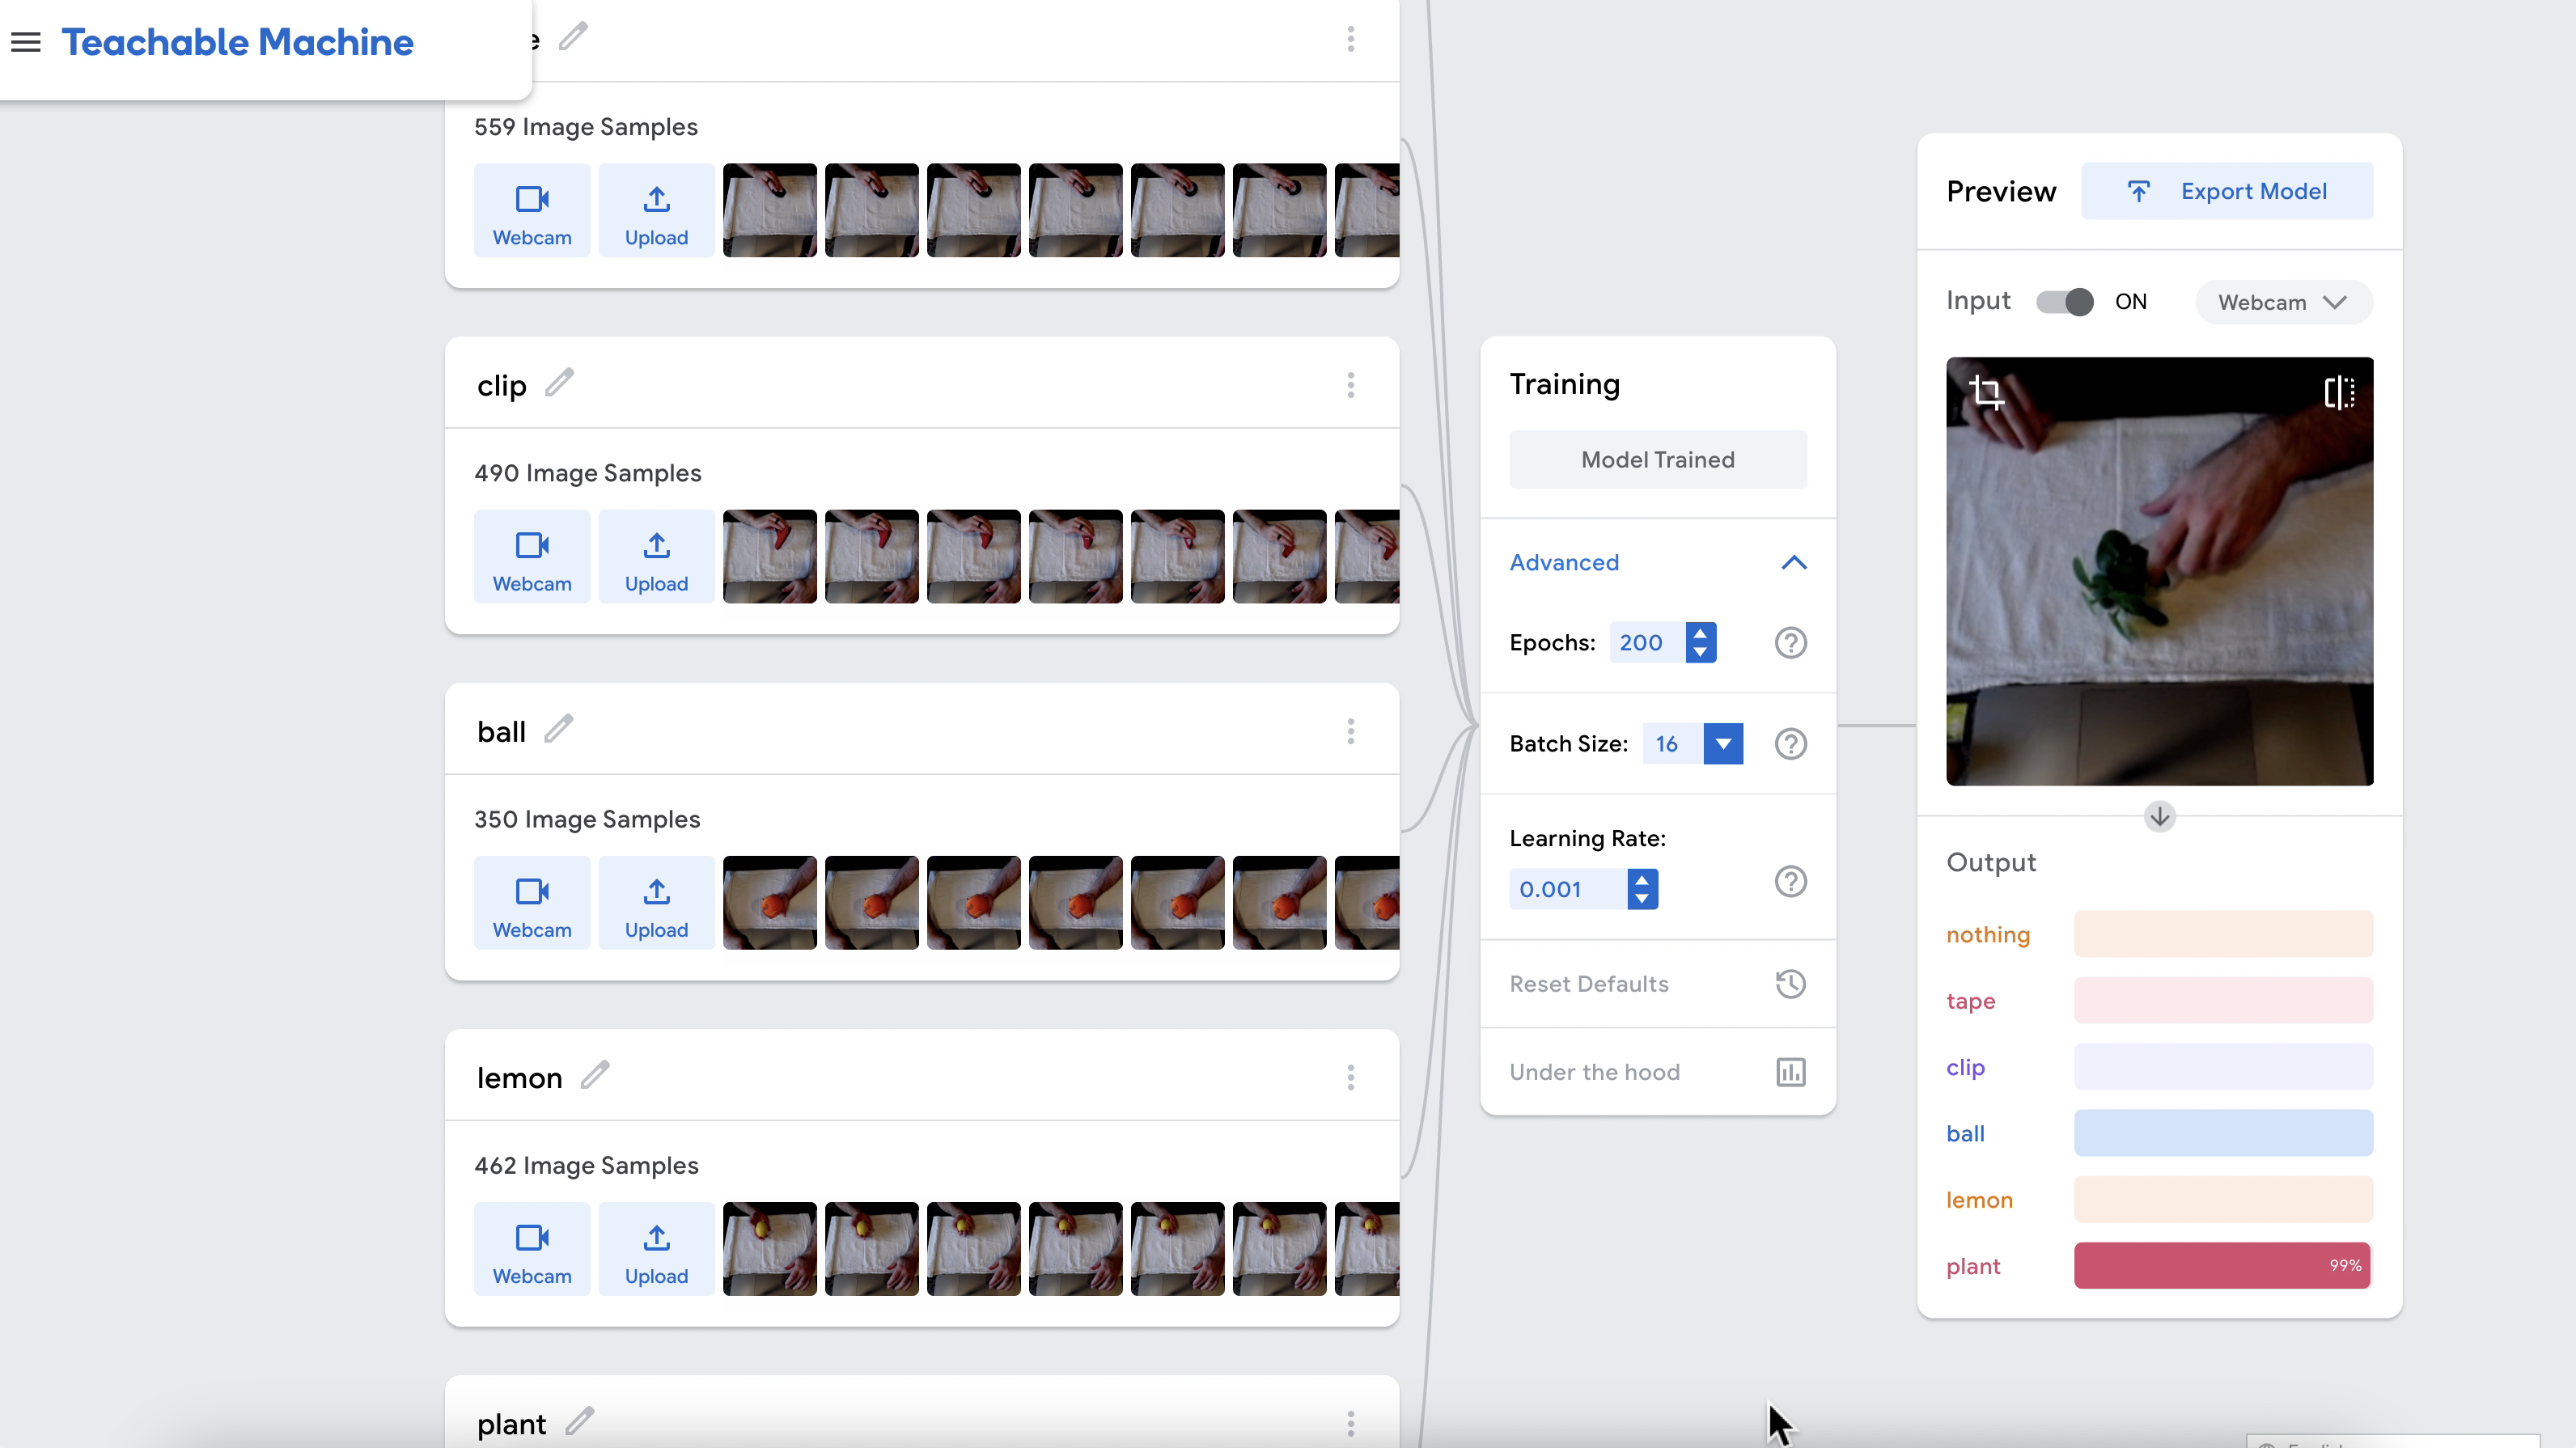 Teachable Machine
e
559 Image Samples
Webcam
Upload
clip
490 Image Samples
Webcam
Upload
ball
350 Image Samples
Webcam
Upload
lemon
462 Image Samples
Webcam
Upload
plant
Training
Model Trained
Advanced
Epochs: 200
Batch Size: 16
Learning Rate:
0.001
Reset Defaults
Under the hood
Preview
Export Model
Input ON Webcam
Output
nothing
tape
clip
ball
lemon
plant 99%